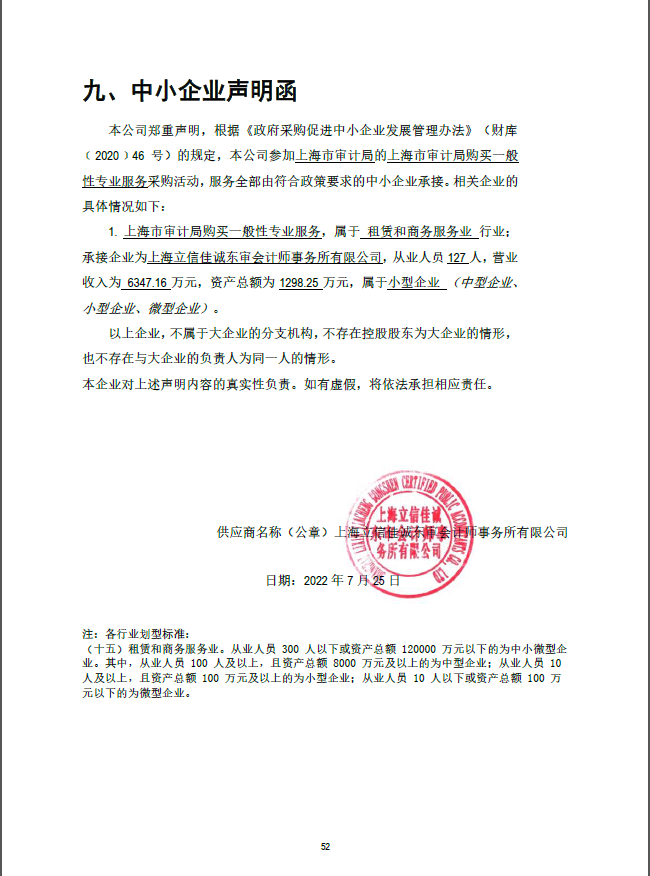 九、中小企业声明函
本公司郑重声明，根据《政府采购促进中小企业发展管理办法》（财库
﹝2020﹞46 号）的规定，本公司参加上海市审计局的上海市审计局购买一般
性专业服务采购活动，服务全部由符合政策要求的中小企业承接。相关企业的
具体情况如下：
1. 上海市审计局购买一般性专业服务，属于 租赁和商务服务业 行业；
承接企业为上海立信佳诚东审会计师事务所有限公司，从业人员 127 人，营业
收入为 6347.16 万元，资产总额为 1298.25 万元，属于小型企业 （中型企业、
小型企业、微型企业）。
以上企业，不属于大企业的分支机构，不存在控股股东为大企业的情形，
也不存在与大企业的负责人为同一人的情形。
本企业对上述声明内容的真实性负责。如有虚假，将依法承担相应责任。
GONSHEN CERTIFIED PUBLIC ACCOUNTANTS CO., LTD
上海立信佳诚
东审会计师事
务所有限公司
供应商名称（公章）上海立信佳诚东审会计师事务所有限公司
日期：2022 年 7 月 25 日
注：各行业划型标准：
（十五）租赁和商务服务业。从业人员 300 人以下或资产总额 120000 万元以下的为中小微型企
业。其中，从业人员 100 人及以上，且资产总额 8000 万元及以上的为中型企业；从业人员 10
人及以上，且资产总额 100 万元及以上的为小型企业；从业人员 10 人以下或资产总额 100 万
元以下的为微型企业。
52